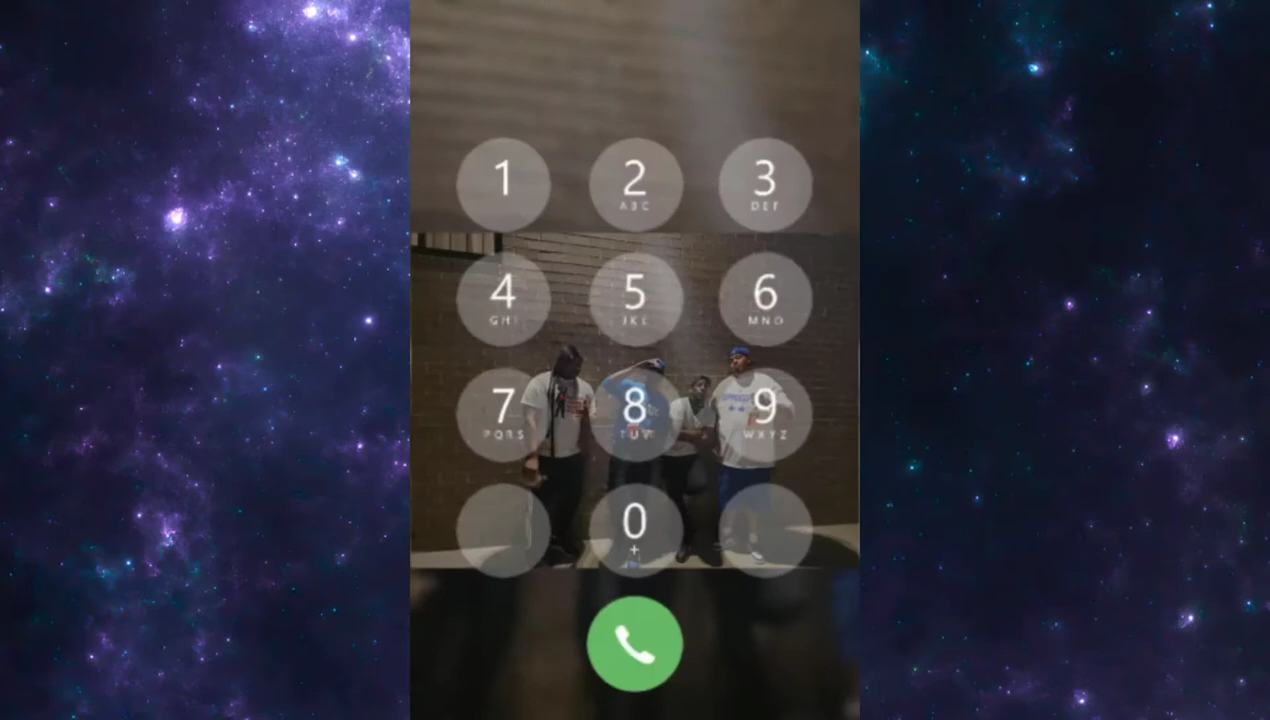 1 2 3
ABC DEF
4 5 6
GHI JKL MNO
7 8 9
PQRS TUV WXYZ
0
+